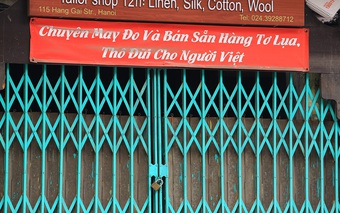 Tailor shop 12h: Linen, Silk, Cotton, Wool
115 Hang Gai Str., Hanoi
Tel: 024.39288712
Chuyên May Đo Và Bán Sẵn Hàng Tơ Lụa,
Thổ Đũi Cho Người Việt